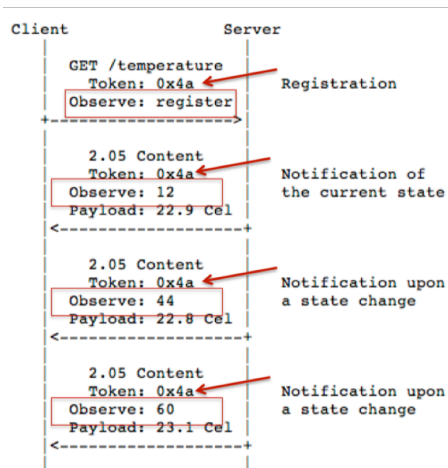 Client Server
GET /temperature
Token: 0x4a Registration
Observe: register
2.05 Content
Token: 0x4a Notification of
Observe: 12 the current state
Payload: 22.9 Cel
2.05 Content
Token: 0x4a Notification upon
Observe: 44 a state change
Payload: 22.8 Cel
2.05 Content
Token: 0x4a Notification upon
Observe: 60 a state change
Payload: 23.1 Cel